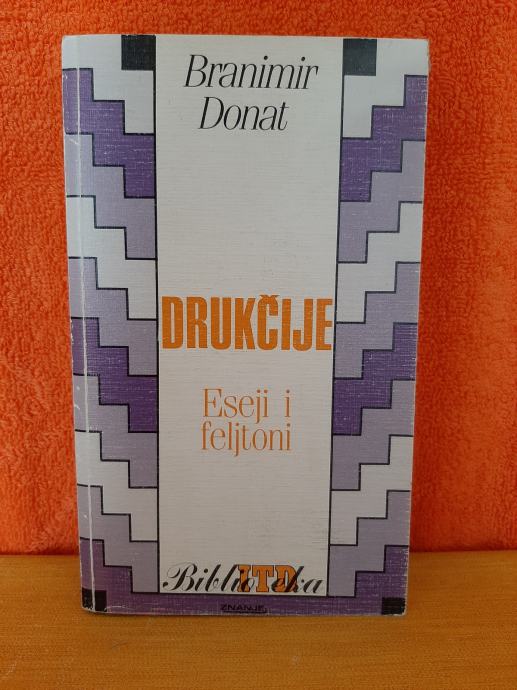 Branimir
Donat
DRUKČIJE
Eseji i
feljtoni
Biblioteka
ITD
ZNANJE